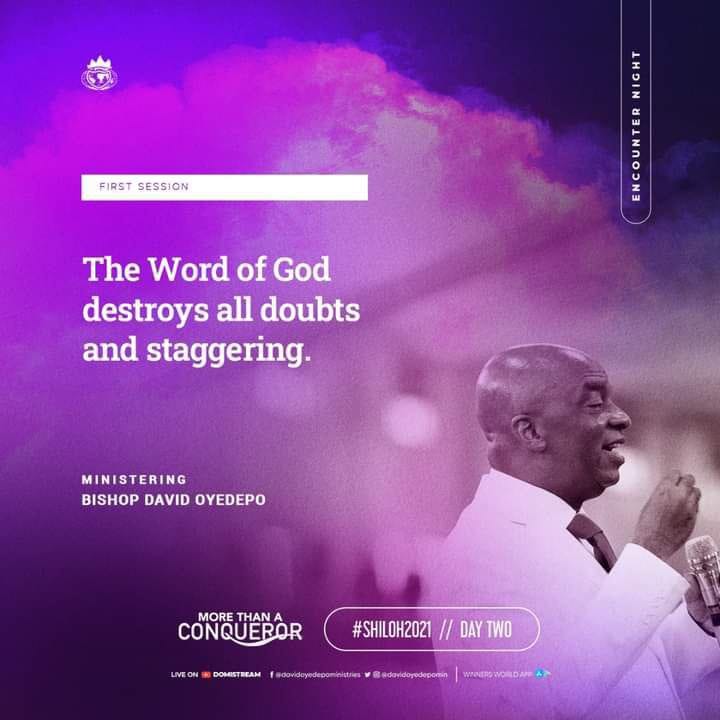 ENCOUNTER NIGHT
FIRST SESSION
The Word of God
destroys all doubts
and staggering.
MINISTERING
BISHOP DAVID OYEDEPO
MORE THAN A
CONQUEROR
#SHILOH2021 // DAY TWO
LIVE ON DOMISTREAM f @davidoyedepoministries @davidoyedepomin WINNERS WORLD APP